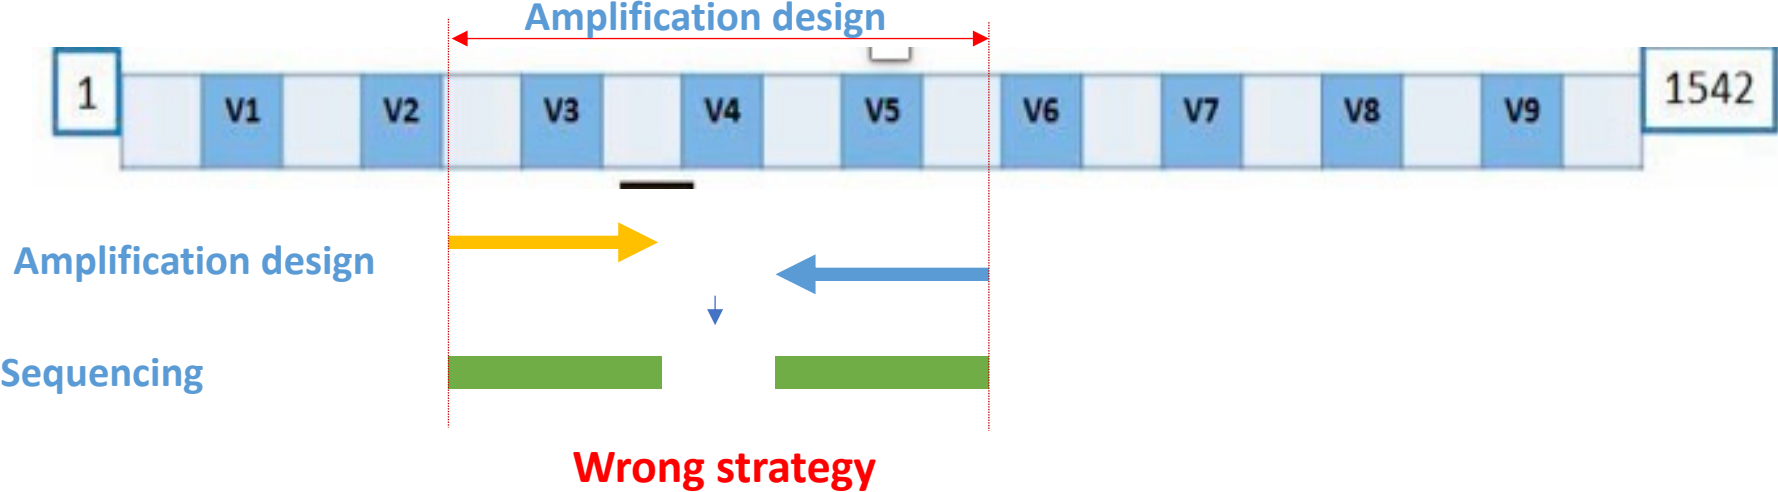 Amplification design
1 V1 V2 V3 V4 V5 V6 V7 V8 V9 1542
Amplification design
Sequencing
Wrong strategy